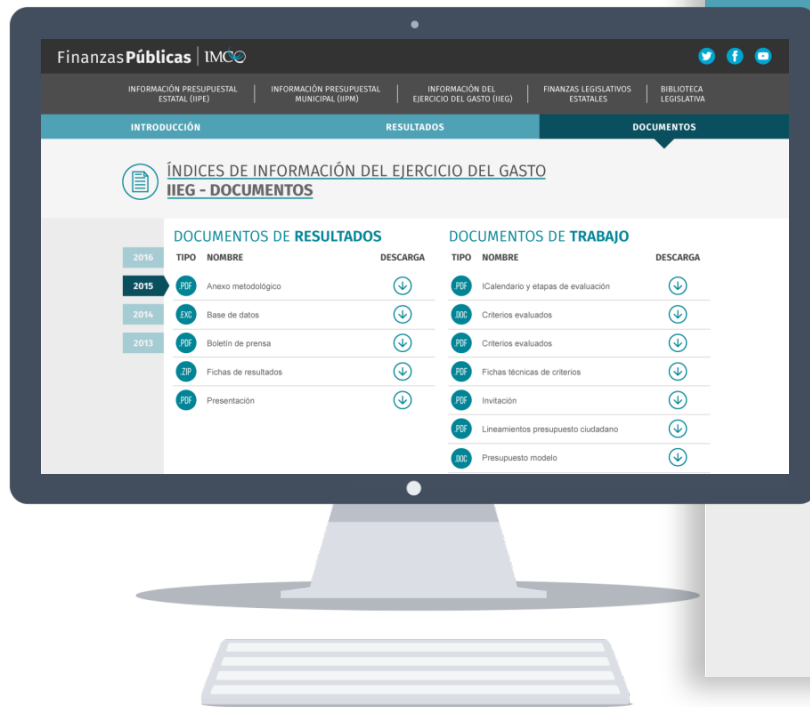 FinanzasPúblicas | IMCO
INFORMACIÓN PRESUPUESTAL
ESTATAL (IIPE)
INFORMACIÓN PRESUPUESTAL
MUNICIPAL (IIPM)
INFORMACIÓN DEL
EJERCICIO DEL GASTO (IIEG)
FINANZAS LEGISLATIVOS
ESTATALES
BIBLIOTECA
LEGISLATIVA
INTRODUCCIÓN
RESULTADOS
DOCUMENTOS
ÍNDICES DE INFORMACIÓN DEL EJERCICIO DEL GASTO
IIEG - DOCUMENTOS
2016
2015
2014
2013
DOCUMENTOS DE RESULTADOS
TIPO NOMBRE DESCARGA
.PDF Anexo metodológico
.EXC Base de datos
PDF Boletín de prensa
.ZIP Fichas de resultados
.PDF Presentación
DOCUMENTOS DE TRABAJO
TIPO NOMBRE DESCARGA
.PDF ICalendario y etapas de evaluación
.DOC Criterios evaluados
.PDF Criterios evaluados
.PDF Fichas técnicas de criterios
.PDF Invitación
.PDF Lineamientos presupuesto ciudadano
.DOC Presupuesto modelo